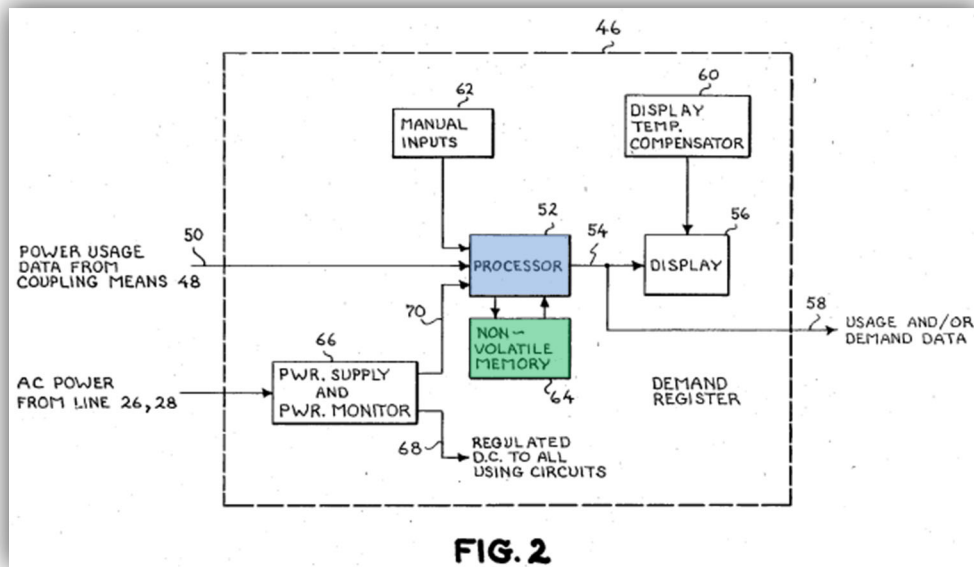 46
62
MANUAL
INPUTS
60
DISPLAY
TEMP.
COMPENSATOR
50
POWER USAGE
DATA FROM
COUPLING MEANS 48
52
PROCESSOR
54
56
DISPLAY
58
USAGE AND/OR
DEMAND DATA
70
NON-
VOLATILE
MEMORY
64
66
PWR. SUPPLY
AND
PWR. MONITOR
AC POWER
FROM LINE 26,28
68
REGULATED
D.C. TO ALL
USING CIRCUITS
DEMAND
REGISTER
FIG. 2